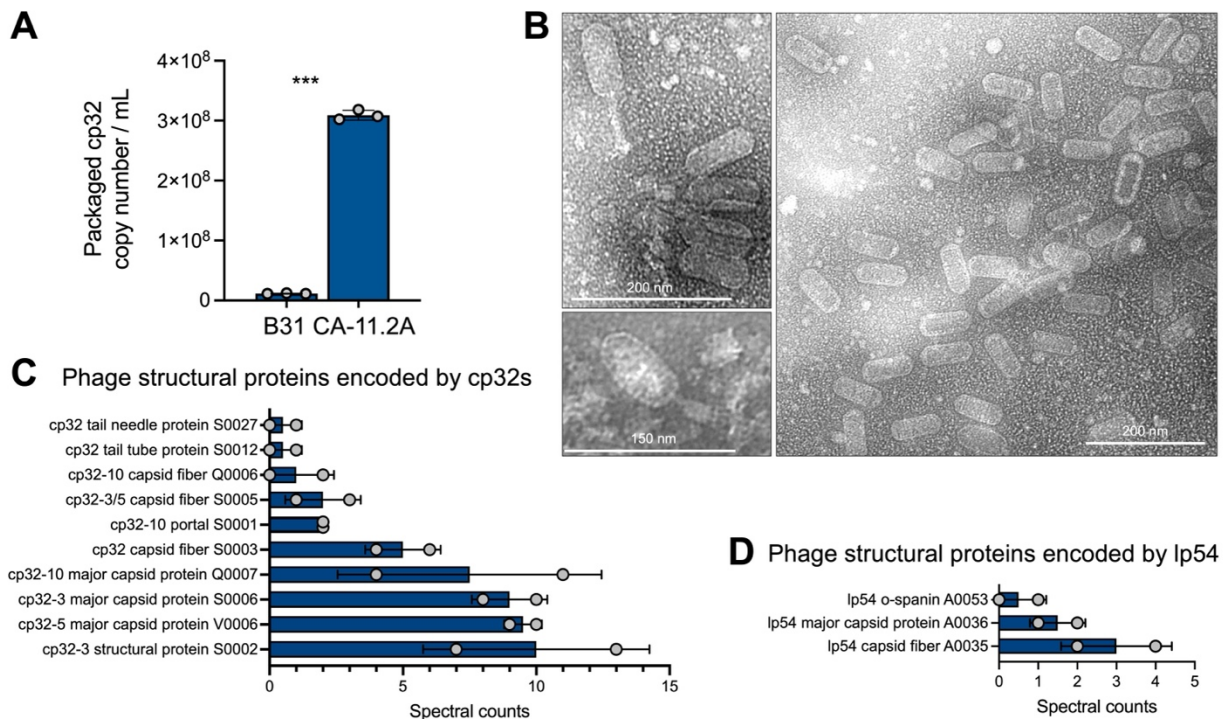 A
Packaged cp32
copy number / mL
4×10⁸
3×10⁸
2×10⁸
1×10⁸
0
***
B31 CA-11.2A
B
200 nm
150 nm
200 nm
C Phage structural proteins encoded by cp32s
cp32 tail needle protein S0027
cp32 tail tube protein S0012
cp32-10 capsid fiber Q0006
cp32-3/5 capsid fiber S0005
cp32-10 portal S0001
cp32 capsid fiber S0003
cp32-10 major capsid protein Q0007
cp32-3 major capsid protein S0006
cp32-5 major capsid protein V0006
cp32-3 structural protein S0002
0 5 10 15
Spectral counts
D Phage structural proteins encoded by lp54
lp54 o-spanin A0053
lp54 major capsid protein A0036
lp54 capsid fiber A0035
0 1 2 3 4 5
Spectral counts